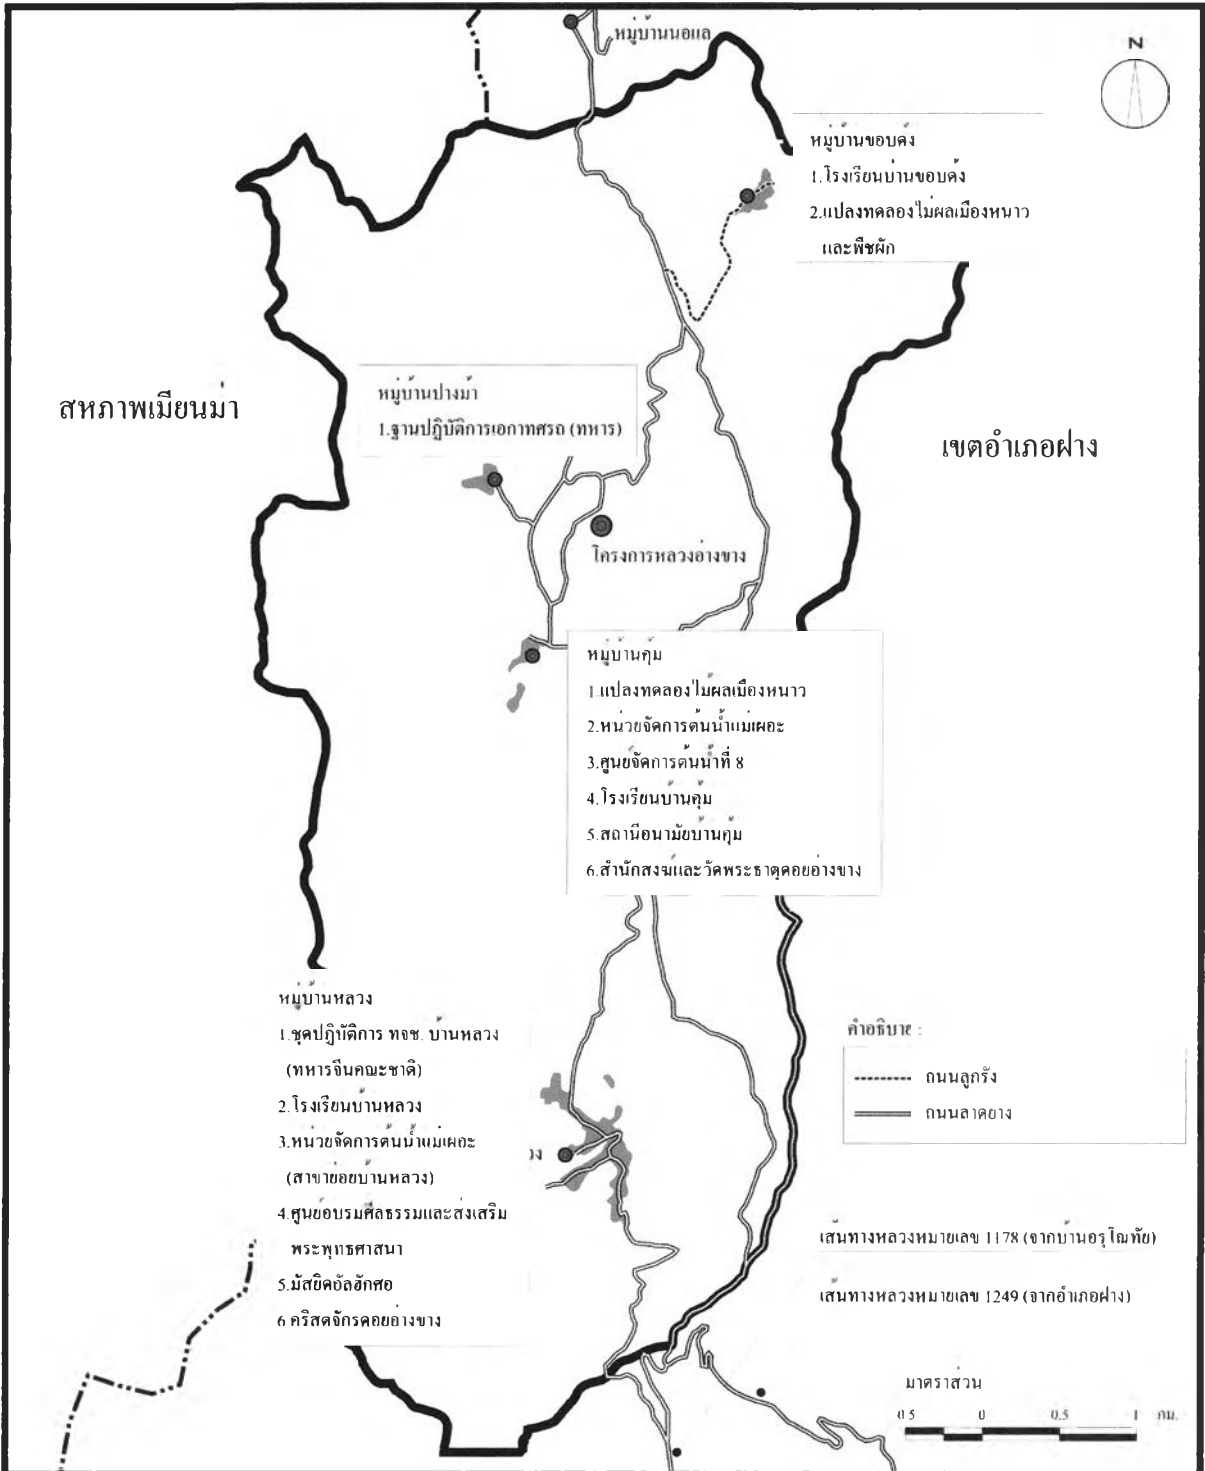 หมู่บ้านนอแล
N
หมู่บ้านขอบด้ง
1.โรงเรียนบ้านขอบด้ง
2.แปลงทดลองไม้ผลเมืองหนาว
และพืชผัก
สหภาพเมียนม่า
หมู่บ้านปางม้า
1.ฐานปฏิบัติการเอกาทศรถ (ทหาร)
เขตอำเภอฝาง
โครงการหลวงอ่างขาง
หมู่บ้านคุ้ม
1.แปลงทดลองไม้ผลเมืองหนาว
2.หน่วยจัดการต้นน้ำแม่เผอะ
3.ศูนย์จัดการต้นน้ำที่ 8
4.โรงเรียนบ้านคุ้ม
5.สถานีอนามัยบ้านคุ้ม
6.สำนักสงฆ์และวัดพระธาตุดอยอ่างขาง
หมู่บ้านหลวง
1.ชุดปฏิบัติการ ทจช. บ้านหลวง
(ทหารจีนคณะชาติ)
2.โรงเรียนบ้านหลวง
3.หน่วยจัดการต้นน้ำแม่เผอะ
(สาขาย่อยบ้านหลวง)
4.ศูนย์อบรมศีลธรรมและส่งเสริม
พระพุทธศาสนา
5.มัสยิดอัลฮักศอ
6 คริสตจักรดอยอ่างขาง
วง
คำอธิบาย :
ถนนลูกรัง
ถนนลาดยาง
เส้นทางหลวงหมายเลข 1178 (จากบ้านอรุโณทัย)
เส้นทางหลวงหมายเลข 1249 (จากอำเภอฝาง)
มาตราส่วน
0.5 0 0.5 1 กม.